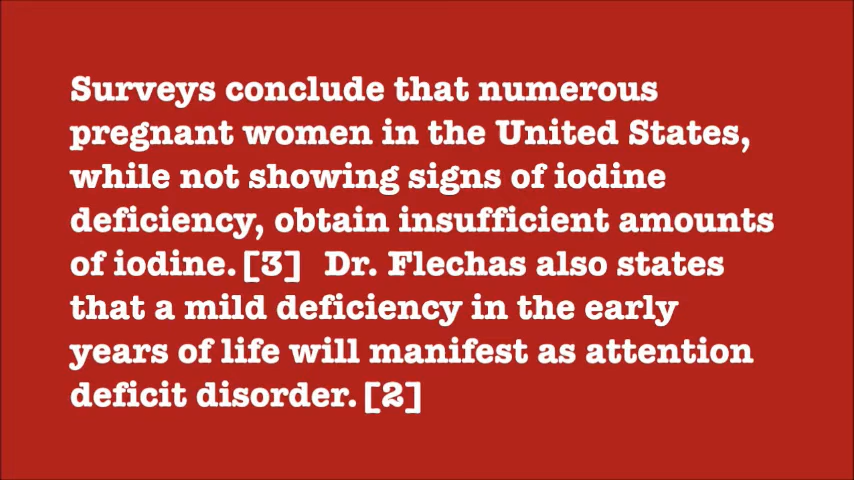 Surveys conclude that numerous
pregnant women in the United States,
while not showing signs of iodine
deficiency, obtain insufficient amounts
of iodine. [3]   Dr. Flechas also states
that a mild deficiency in the early
years of life will manifest as attention
deficit disorder. [2]